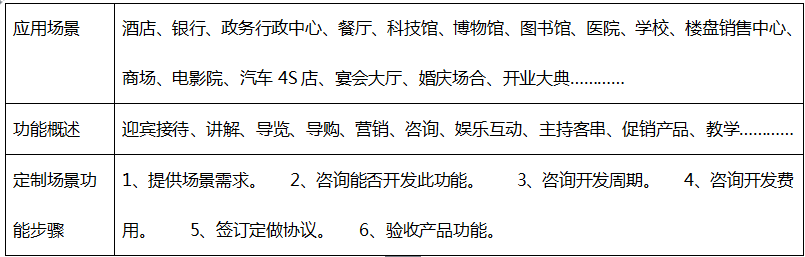 应用场景
酒店、银行、政务行政中心、餐厅、科技馆、博物馆、图书馆、医院、学校、楼盘销售中心、
商场、电影院、汽车 4S 店、宴会大厅、婚庆场合、开业大典…………
功能概述
迎宾接待、讲解、导览、导购、营销、咨询、娱乐互动、主持客串、促销产品、教学…………
定制场景功
能步骤
1、提供场景需求。 2、咨询能否开发此功能。 3、咨询开发周期。 4、咨询开发费
用。 5、签订定做协议。 6、验收产品功能。